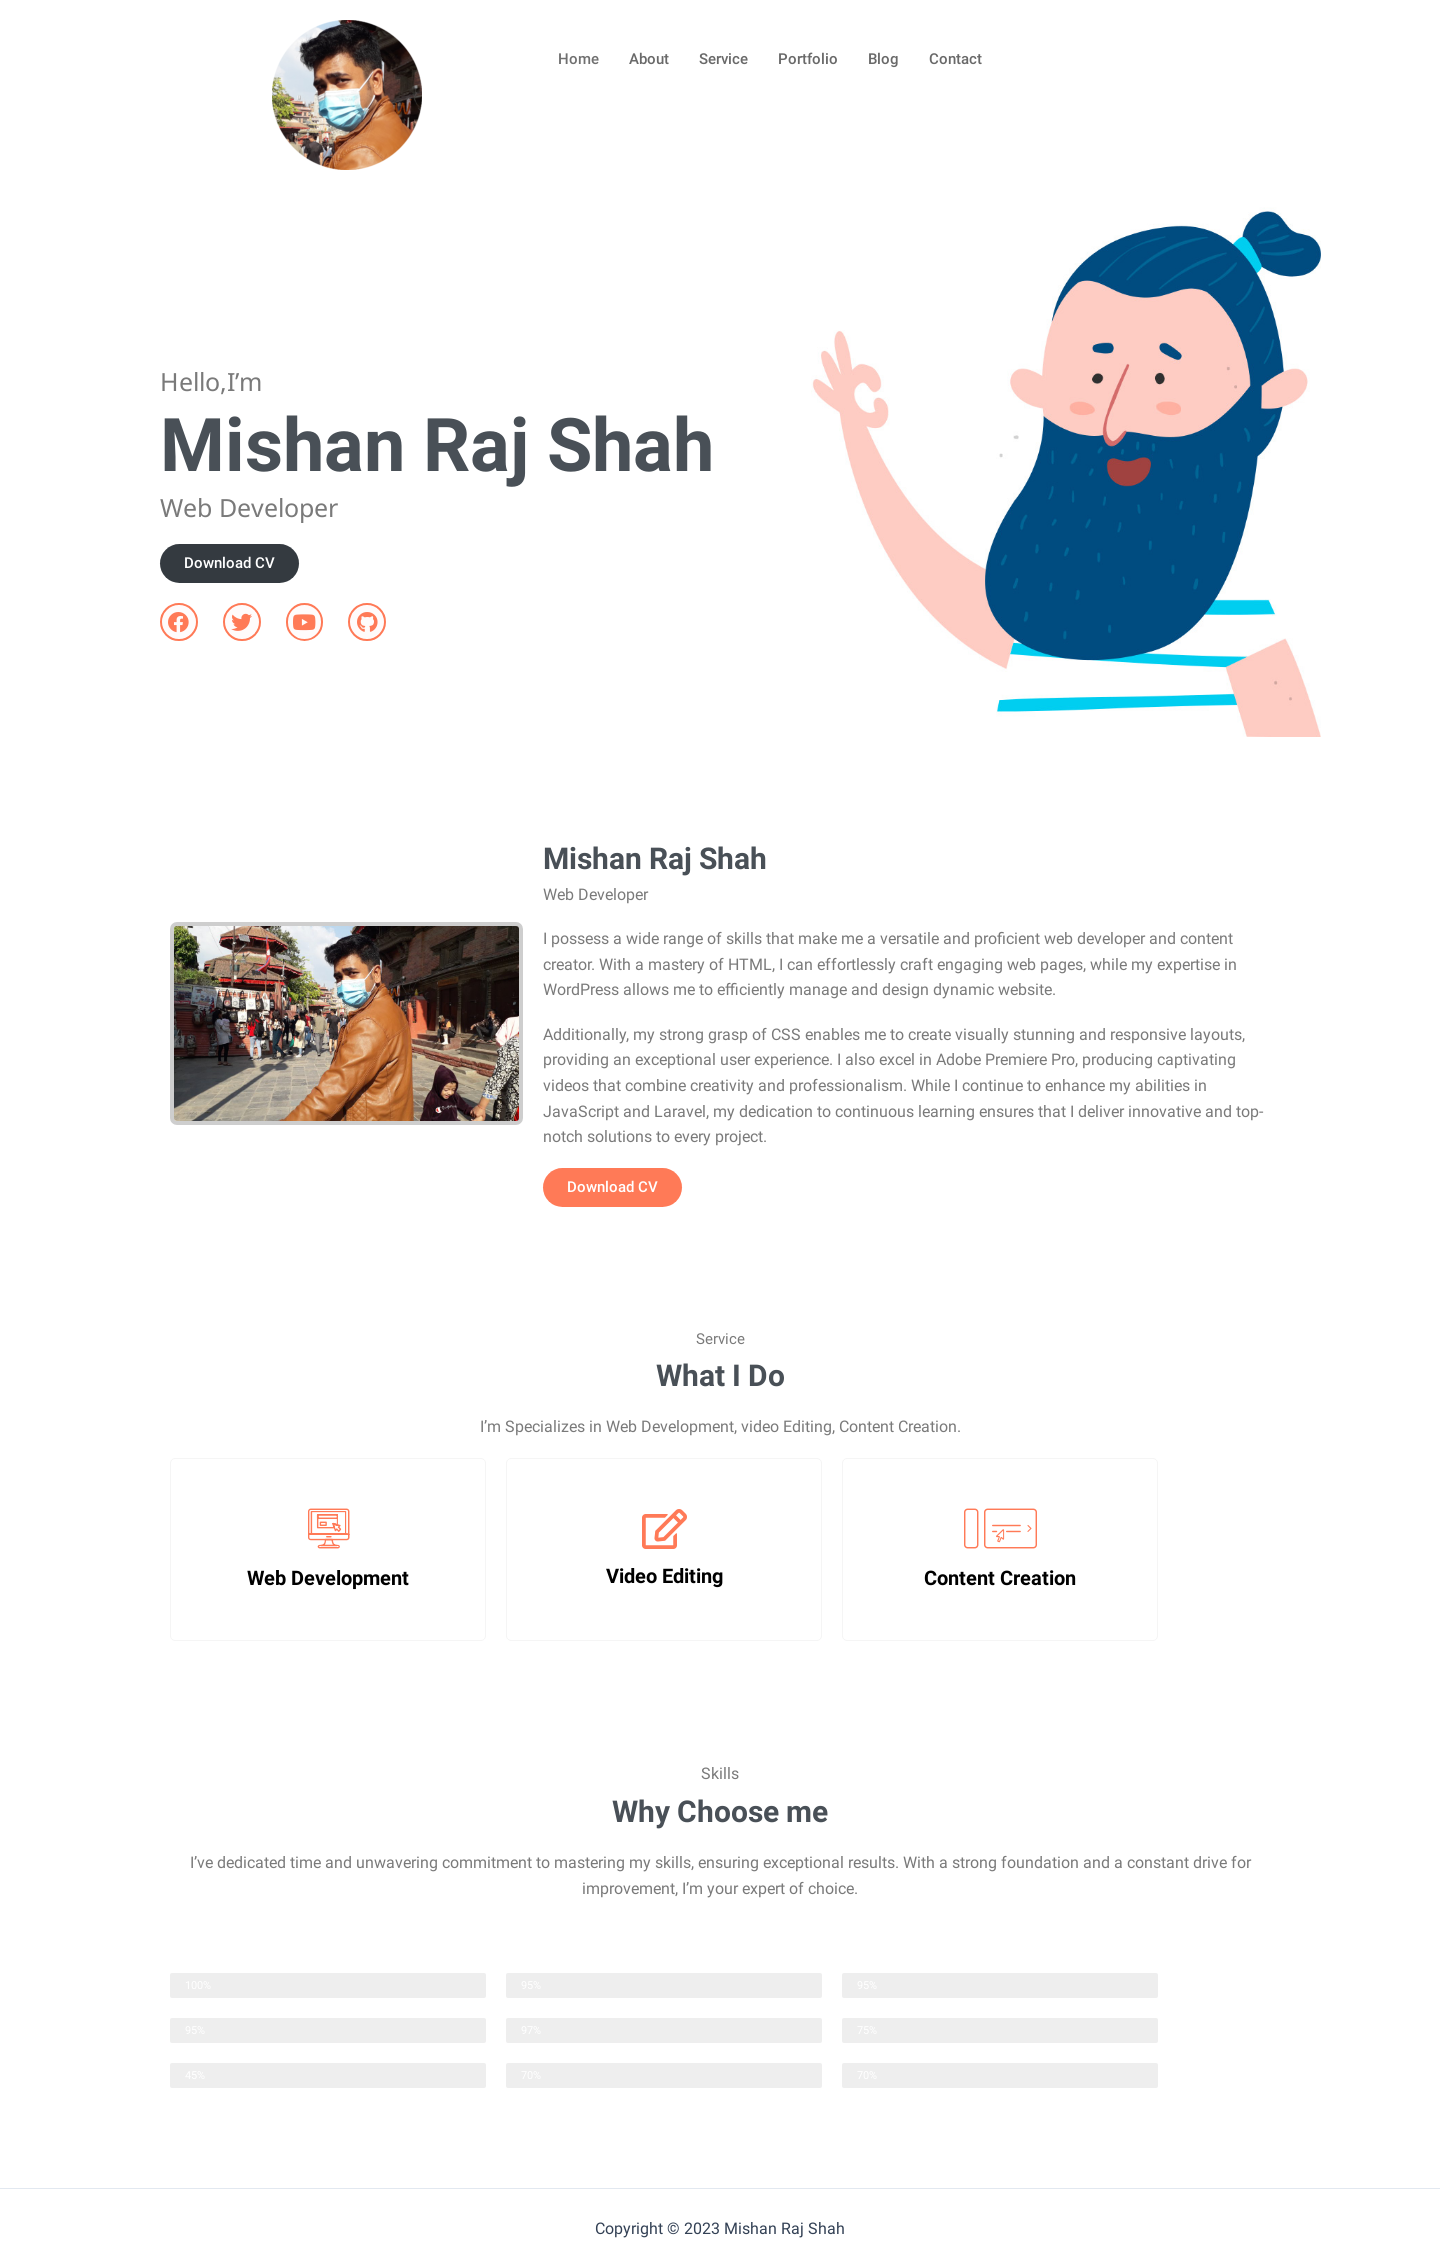 Home About Service Portfolio Blog Contact
Hello,I’m
Mishan Raj Shah
Web Developer
Download CV
Mishan Raj Shah
Web Developer
I possess a wide range of skills that make me a versatile and proficient web developer and content
creator. With a mastery of HTML, I can effortlessly craft engaging web pages, while my expertise in
WordPress allows me to efficiently manage and design dynamic website.
Additionally, my strong grasp of CSS enables me to create visually stunning and responsive layouts,
providing an exceptional user experience. I also excel in Adobe Premiere Pro, producing captivating
videos that combine creativity and professionalism. While I continue to enhance my abilities in
JavaScript and Laravel, my dedication to continuous learning ensures that I deliver innovative and top-
notch solutions to every project.
Download CV
Service
What I Do
I’m Specializes in Web Development, video Editing, Content Creation.
Web Development
Video Editing
Content Creation
Skills
Why Choose me
I’ve dedicated time and unwavering commitment to mastering my skills, ensuring exceptional results. With a strong foundation and a constant drive for
improvement, I’m your expert of choice.
100% 95% 95%
95% 97% 75%
45% 70% 70%
Copyright © 2023 Mishan Raj Shah